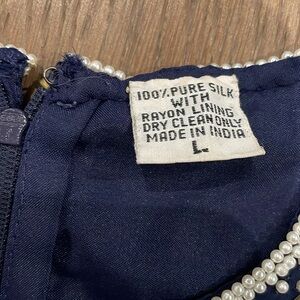 100% PURE SILK
WITH
RAYON LINING
DRY CLEAN ONLY
MADE IN INDIA
L